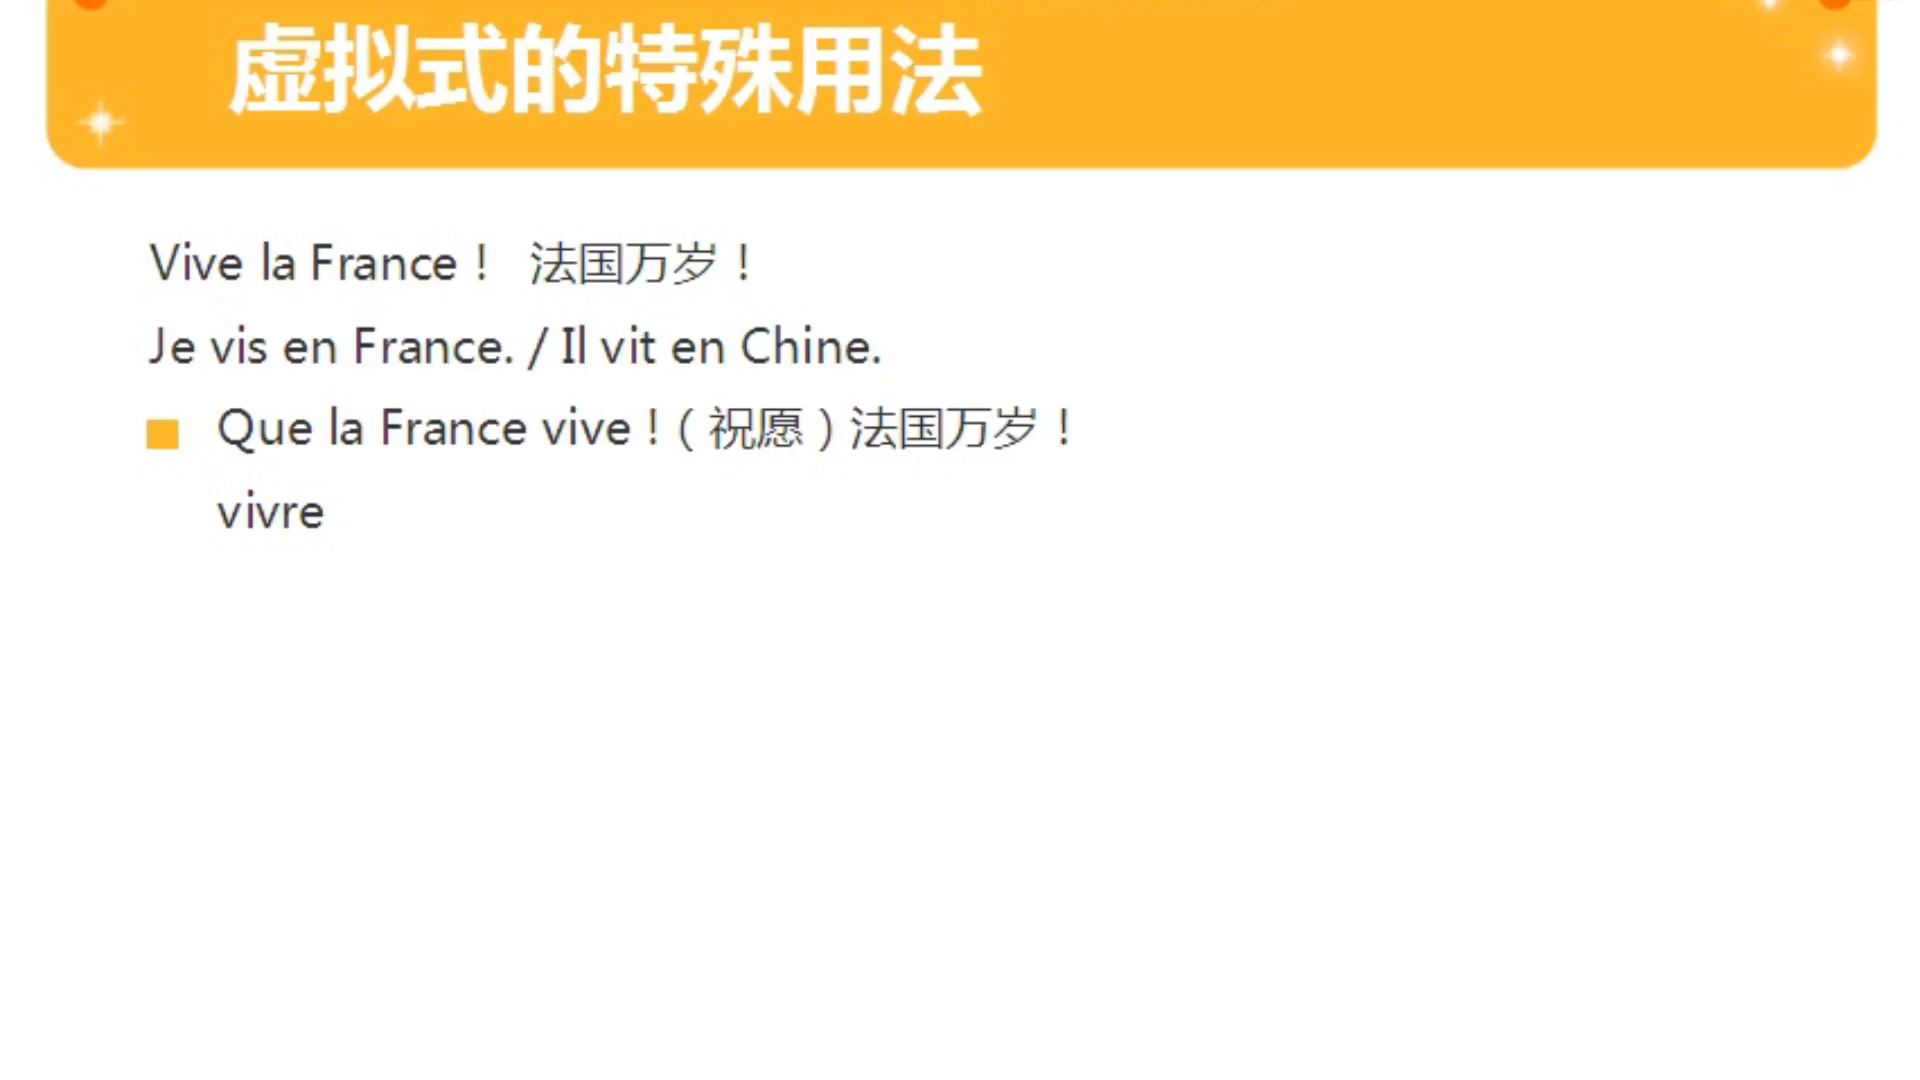 虚拟式的特殊用法
Vive la France！ 法国万岁！
Je vis en France. / Il vit en Chine.
Que la France vive !（祝愿）法国万岁！
vivre